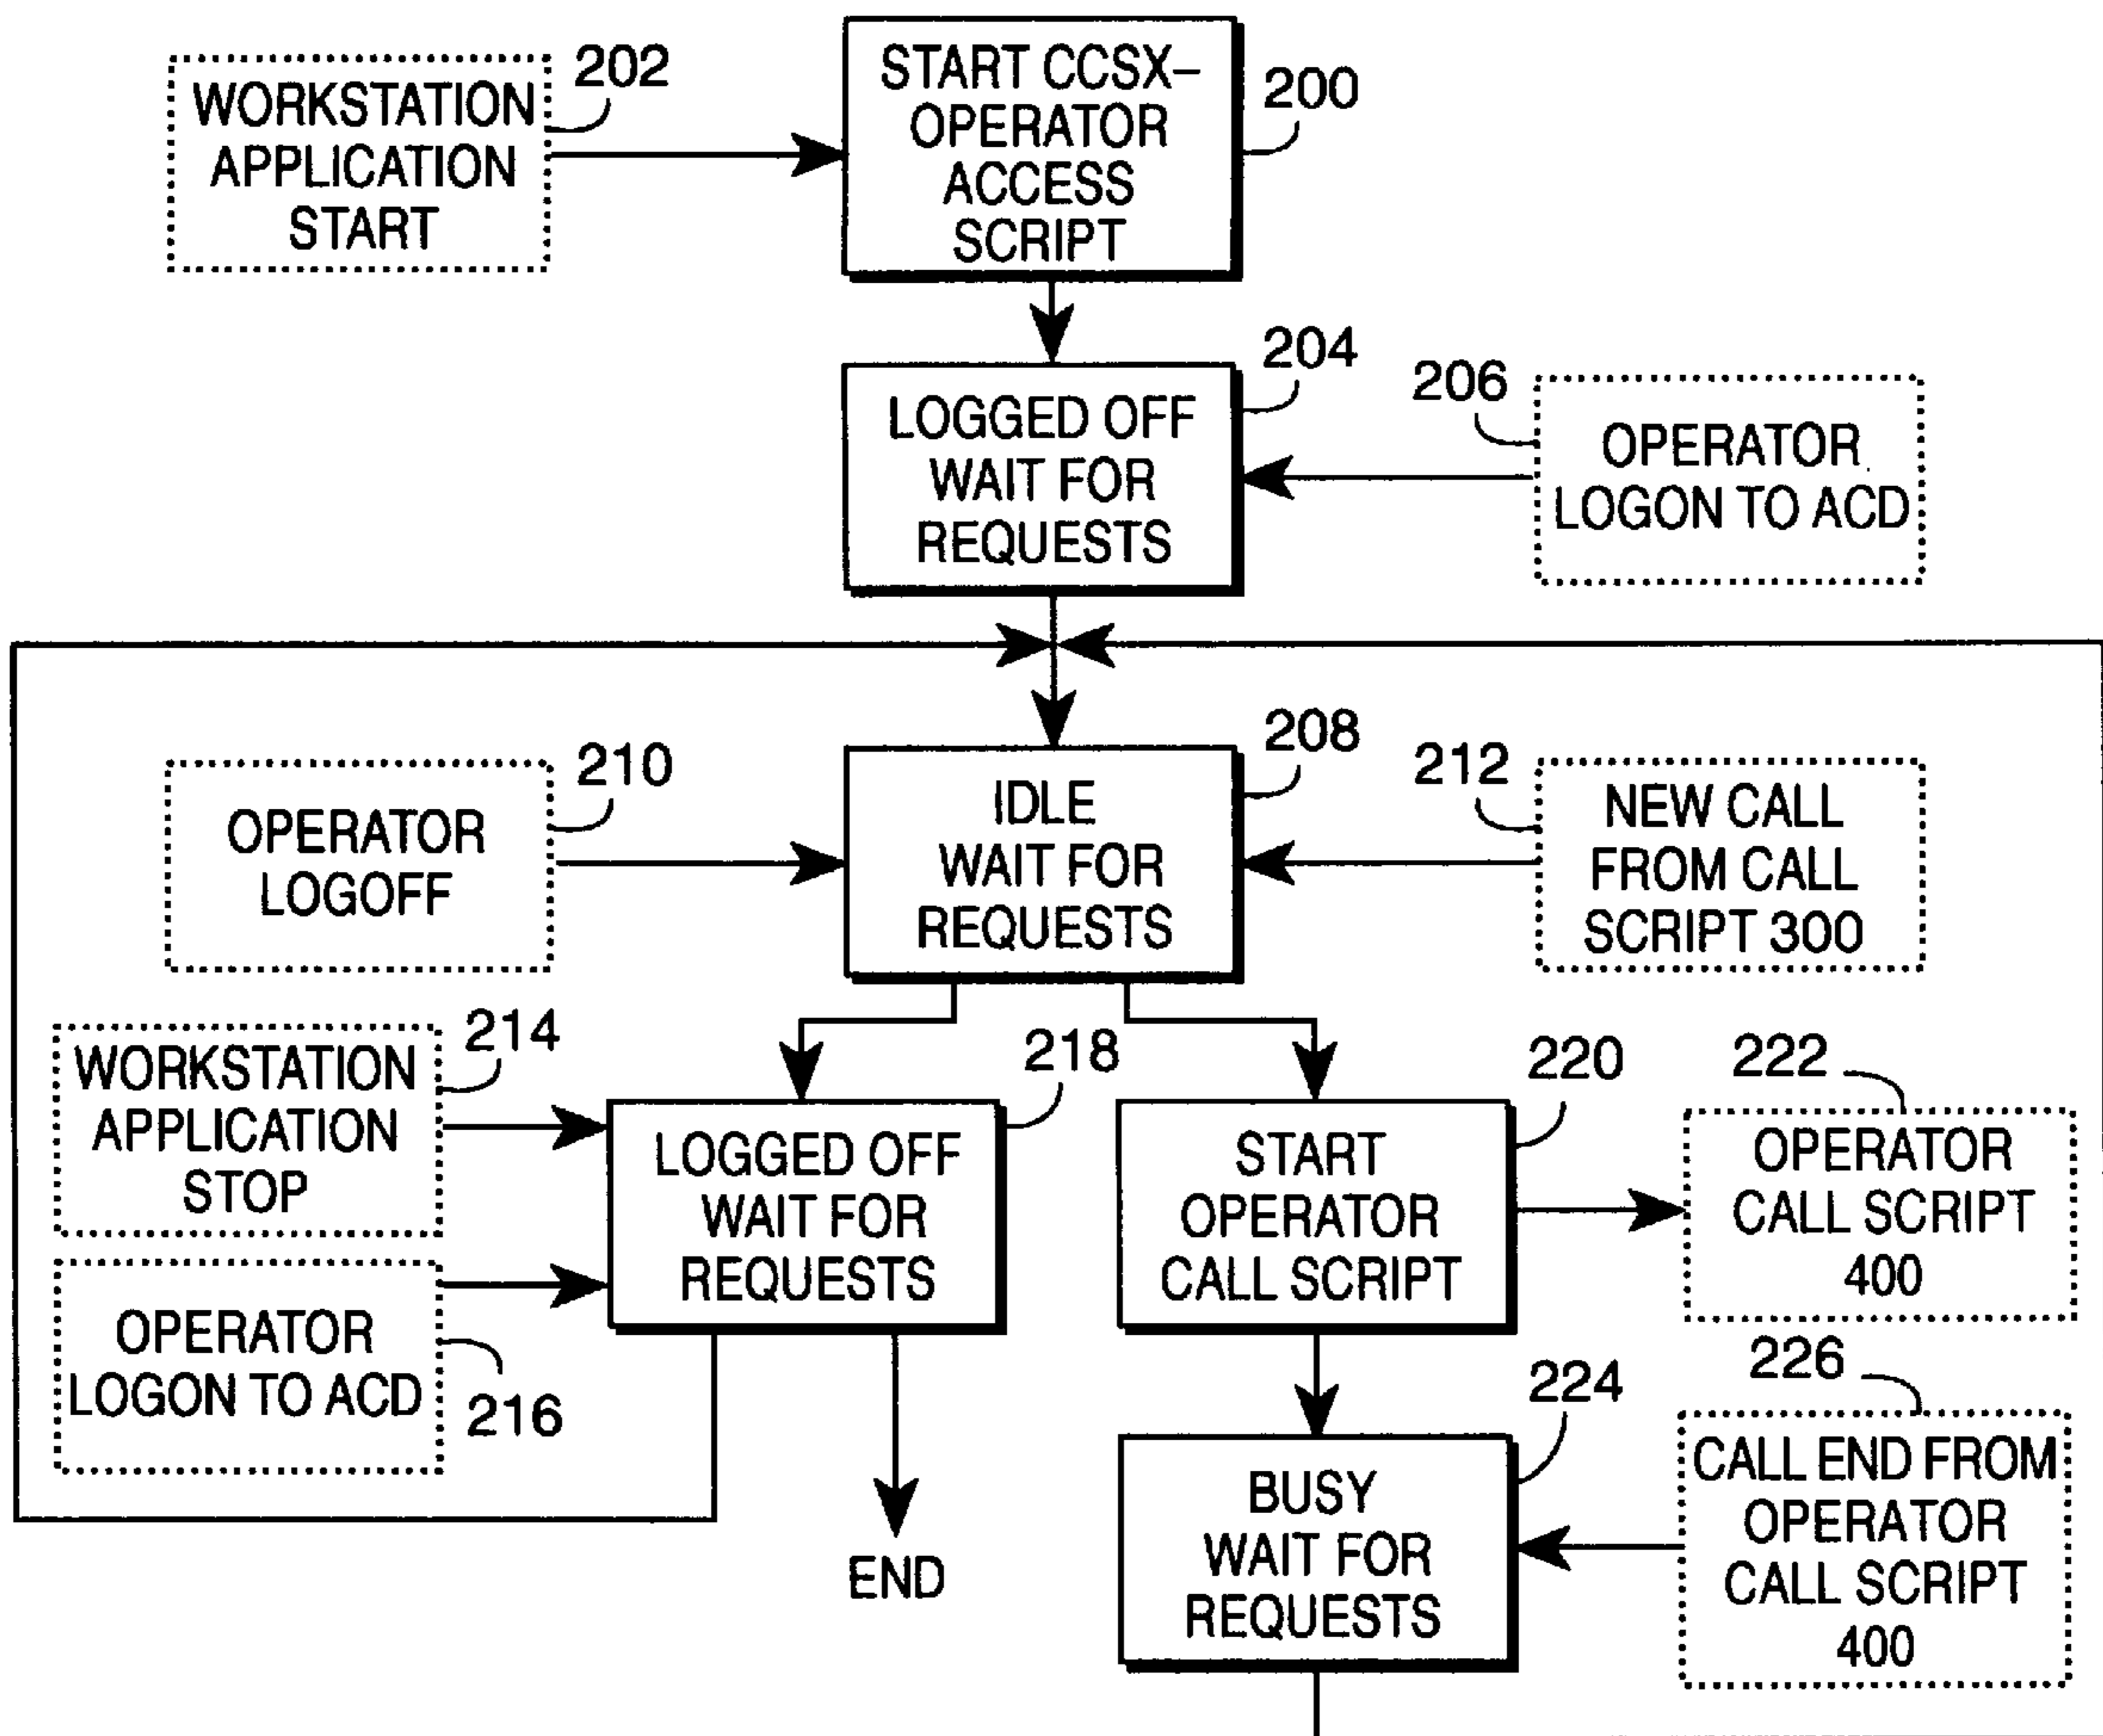 WORKSTATION
APPLICATION
START
202
START CCSX–
OPERATOR
ACCESS
SCRIPT
200
LOGGED OFF
WAIT FOR
REQUESTS
204
206
OPERATOR
LOGON TO ACD
OPERATOR
LOGOFF
210
IDLE
WAIT FOR
REQUESTS
208
212
NEW CALL
FROM CALL
SCRIPT 300
WORKSTATION
APPLICATION
STOP
214
OPERATOR
LOGON TO ACD
216
LOGGED OFF
WAIT FOR
REQUESTS
218
END
START
OPERATOR
CALL SCRIPT
220
222
OPERATOR
CALL SCRIPT
400
BUSY
WAIT FOR
REQUESTS
224
226
CALL END FROM
OPERATOR
CALL SCRIPT
400